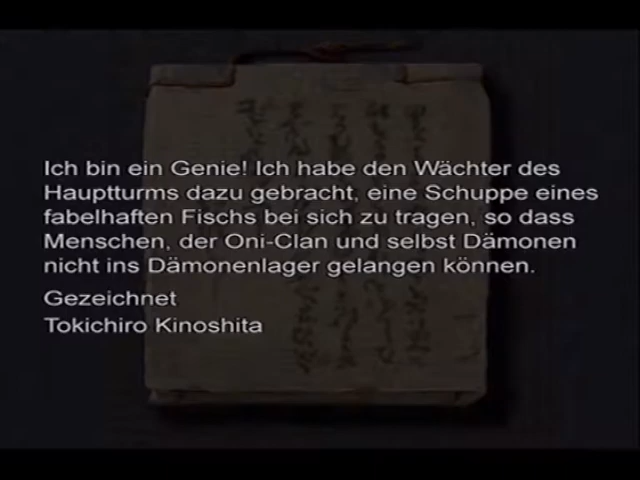 Ich bin ein Genie! Ich habe den Wächter des
Hauptturms dazu gebracht, eine Schuppe eines
fabelhaften Fischs bei sich zu tragen, so dass
Menschen, der Oni-Clan und selbst Dämonen
nicht ins Dämonenlager gelangen können.
Gezeichnet
Tokichiro Kinoshita